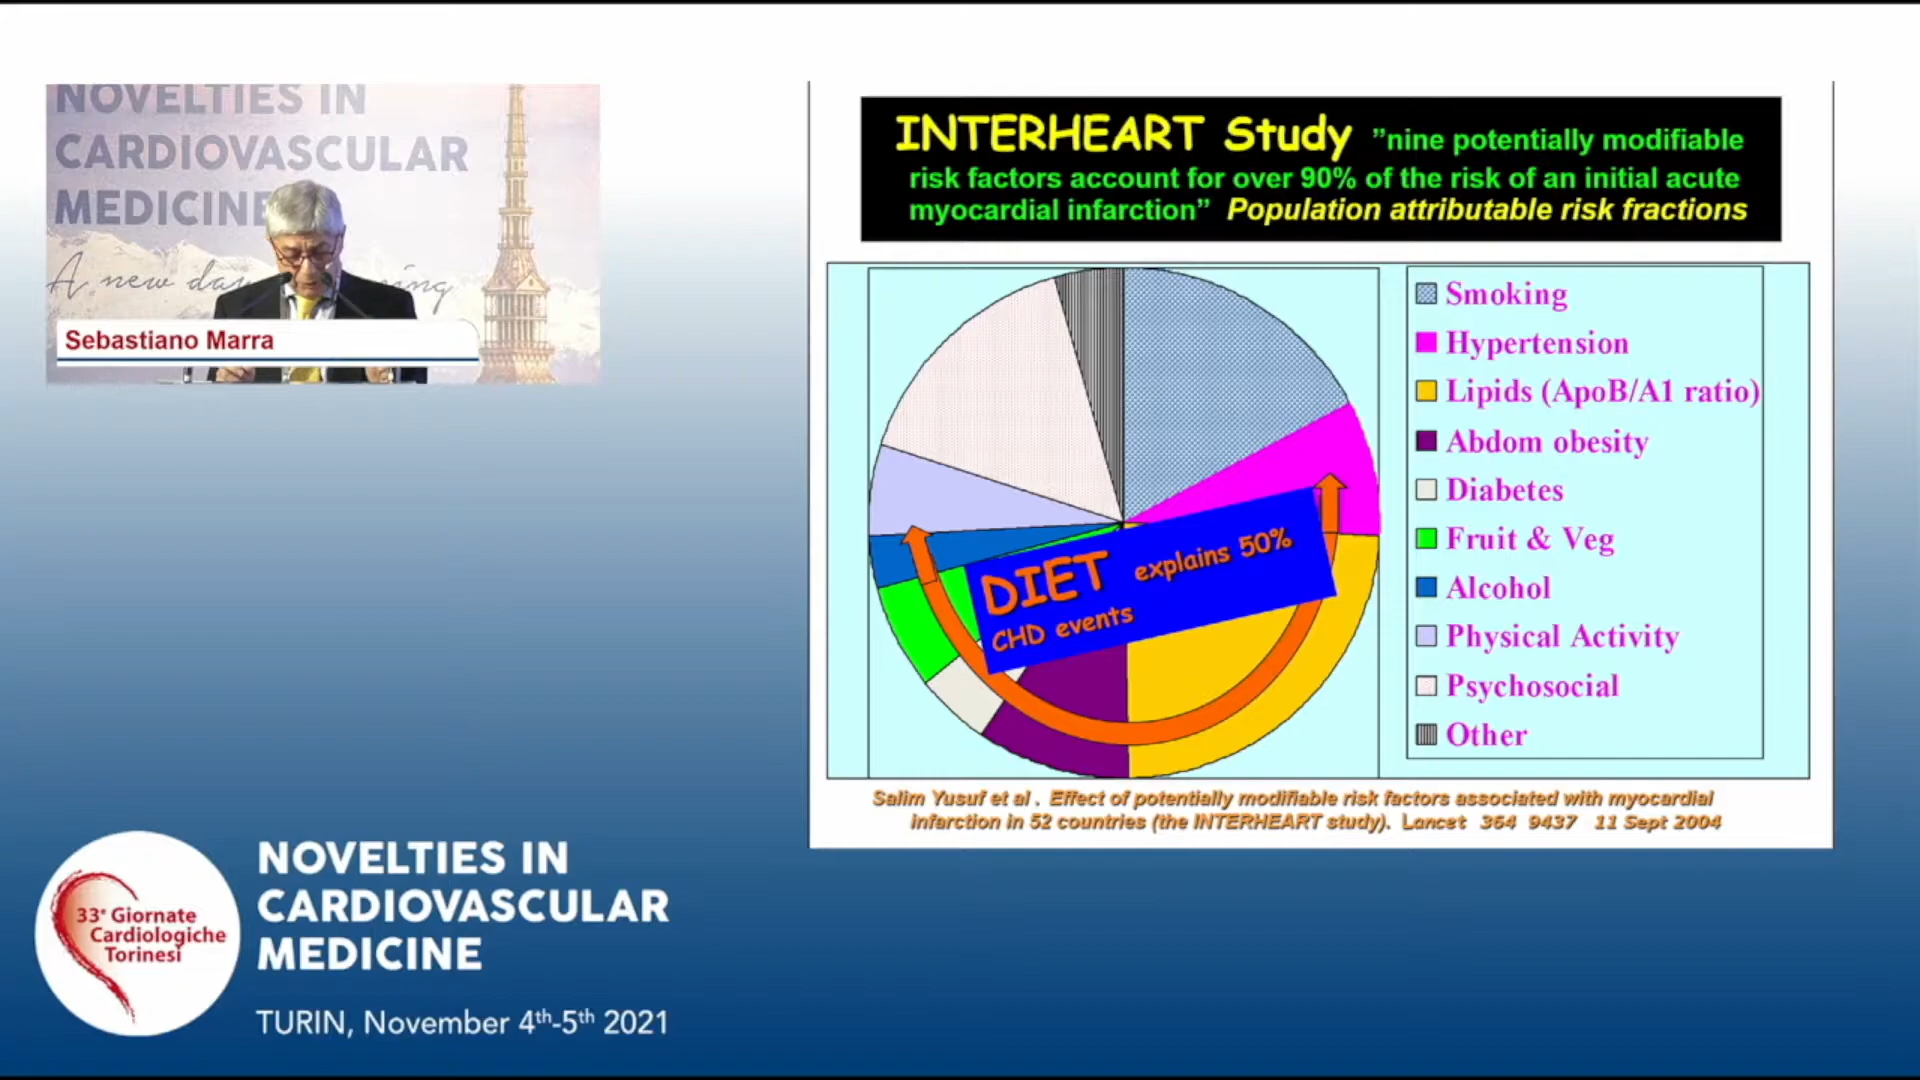 NOVELTIES IN
CARDIOVASCULAR
MEDICINE
A new da ing
Sebastiano Marra
INTERHEART Study ”nine potentially modifiable
risk factors account for over 90% of the risk of an initial acute
myocardial infarction” Population attributable risk fractions
DIET explains 50%
CHD events
Smoking
Hypertension
Lipids (ApoB/A1 ratio)
Abdom obesity
Diabetes
Fruit & Veg
Alcohol
Physical Activity
Psychosocial
Other
Salim Yusuf et al . Effect of potentially modifiable risk factors associated with myocardial
infarction in 52 countries (the INTERHEART study). Lancet 364 9437 11 Sept 2004
33° Giornate
Cardiologiche
Torinesi
NOVELTIES IN
CARDIOVASCULAR
MEDICINE
TURIN, November 4th-5th 2021